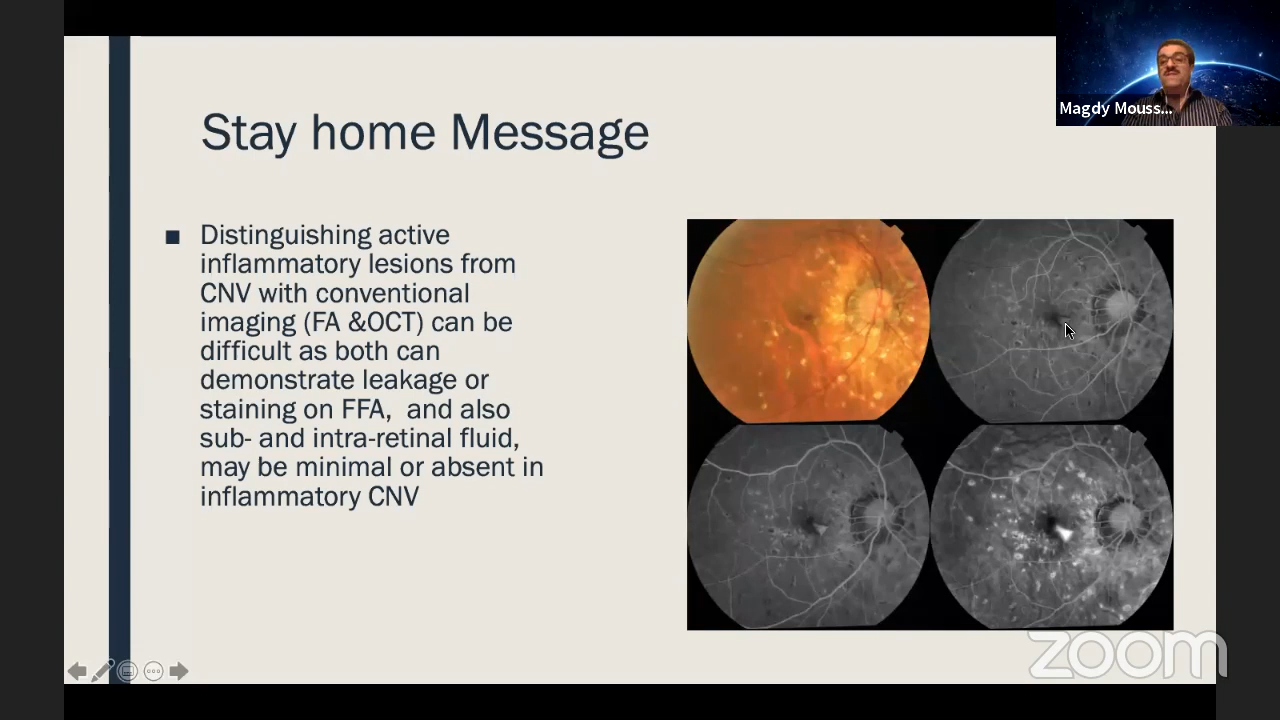 Magdy Mouss...
Stay home Message
■ Distinguishing active
inflammatory lesions from
CNV with conventional
imaging (FA &OCT) can be
difficult as both can
demonstrate leakage or
staining on FFA, and also
sub- and intra-retinal fluid,
may be minimal or absent in
inflammatory CNV
zoom